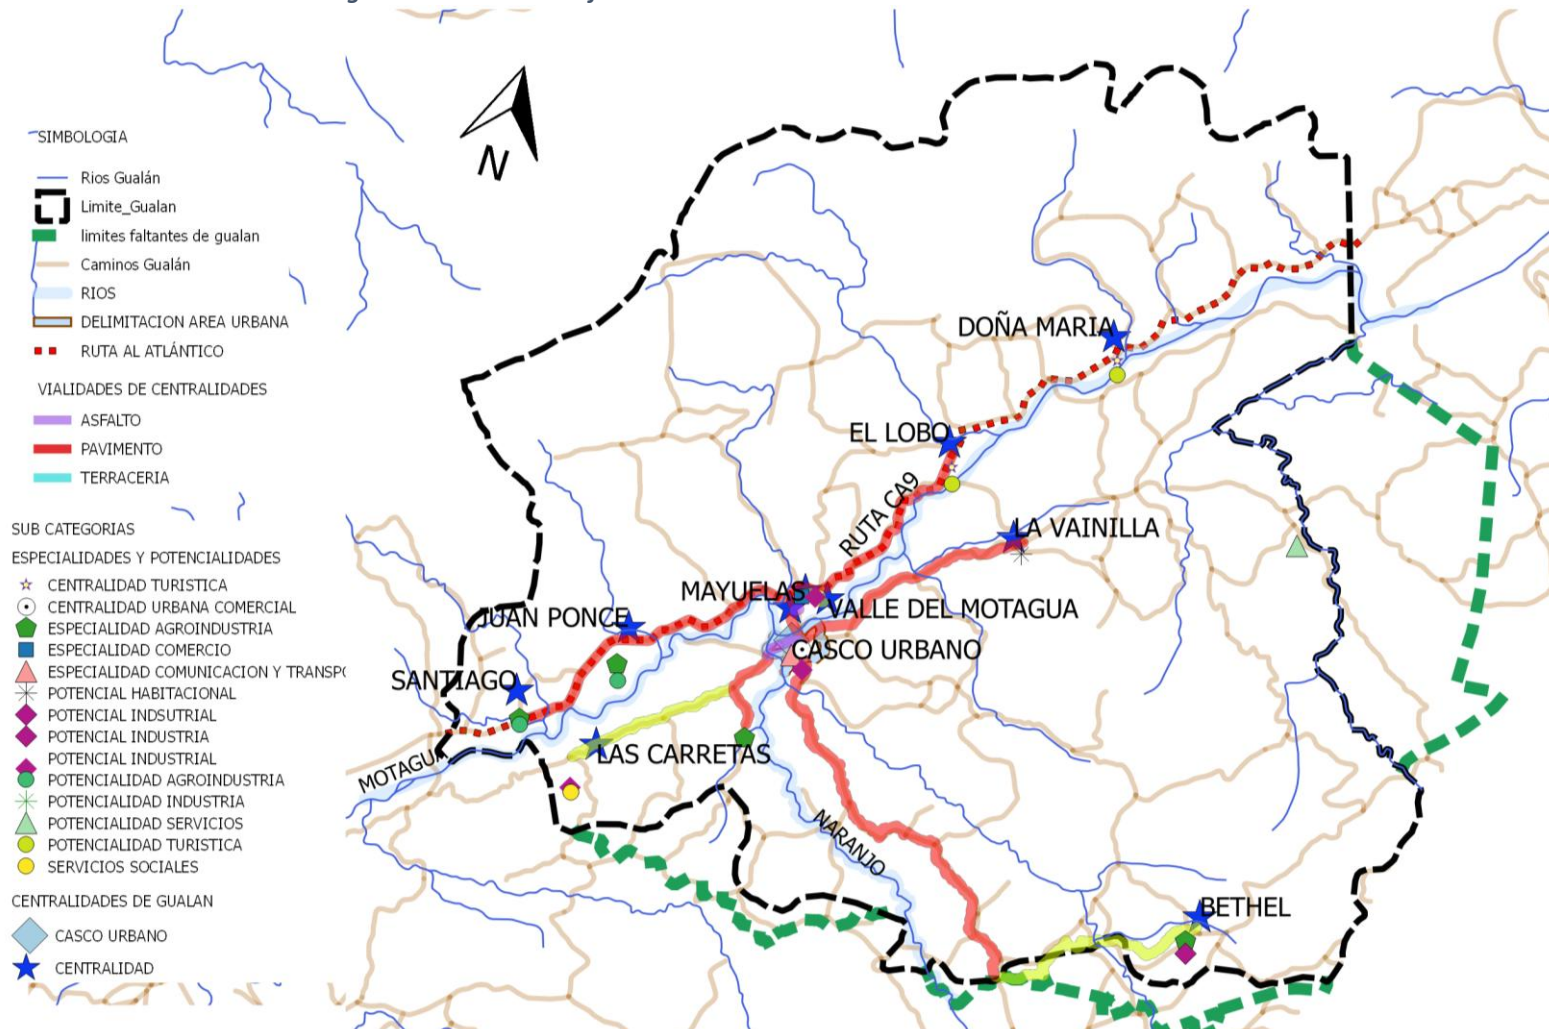 SIMBOLOGIA
Rios Gualán
Limite_Gualan
limites faltantes de gualan
Caminos Gualán
RIOS
DELIMITACION AREA URBANA
RUTA AL ATLÁNTICO
VIALIDADES DE CENTRALIDADES
ASFALTO
PAVIMENTO
TERRACERIA
SUB CATEGORIAS
ESPECIALIDADES Y POTENCIALIDADES
CENTRALIDAD TURISTICA
CENTRALIDAD URBANA COMERCIAL
ESPECIALIDAD AGROINDUSTRIA
ESPECIALIDAD COMERCIO
ESPECIALIDAD COMUNICACION Y TRANSPO
POTENCIAL HABITACIONAL
POTENCIAL INDSUTRIAL
POTENCIAL INDUSTRIA
POTENCIAL INDUSTRIAL
POTENCIALIDAD AGROINDUSTRIA
POTENCIALIDAD INDUSTRIA
POTENCIALIDAD SERVICIOS
POTENCIALIDAD TURISTICA
SERVICIOS SOCIALES
CENTRALIDADES DE GUALAN
CASCO URBANO
CENTRALIDAD
N
DOÑA MARIA
EL LOBO
RUTA CA9
LA VAINILLA
MAYUELAS
VALLE DEL MOTAGUA
JUAN PONCE
CASCO URBANO
SANTIAGO
LAS CARRETAS
MOTAGUA
NARANJO
BETHEL